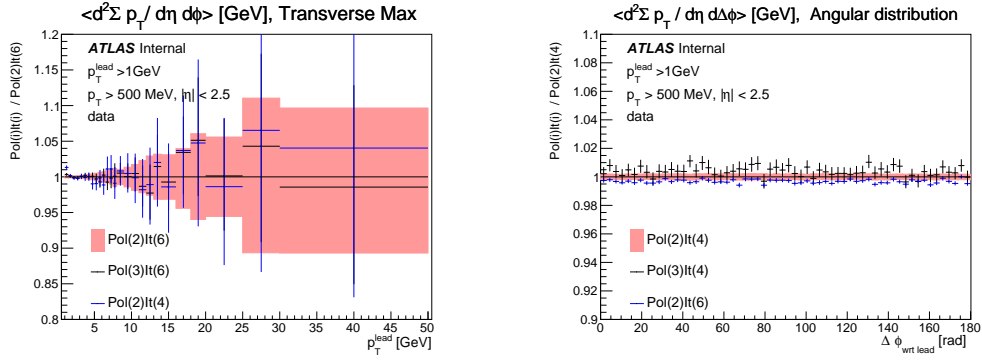 <d²Σ p_T/ dη dϕ> [GeV], Transverse Max
Pol(i)It(i) / Pol(2)It(6)
1.2
1.15
1.1
1.05
1
0.95
0.9
0.85
0.8
ATLAS Internal
p_T^lead >1GeV
p_T > 500 MeV, |η| < 2.5
data
Pol(2)It(6)
Pol(3)It(6)
Pol(2)It(4)
5 10 15 20 25 30 35 40 45 50
p_T^lead [GeV]
<d²Σ p_T / dη dΔϕ> [GeV], Angular distribution
Pol(i)It(i) / Pol(2)It(4)
1.1
1.08
1.06
1.04
1.02
1
0.98
0.96
0.94
0.92
0.9
ATLAS Internal
p_T^lead >1GeV
p_T > 500 MeV, |η| < 2.5
data
Pol(2)It(4)
Pol(3)It(4)
Pol(2)It(6)
0 20 40 60 80 100 120 140 160 180
Δ ϕ_wrt lead [rad]